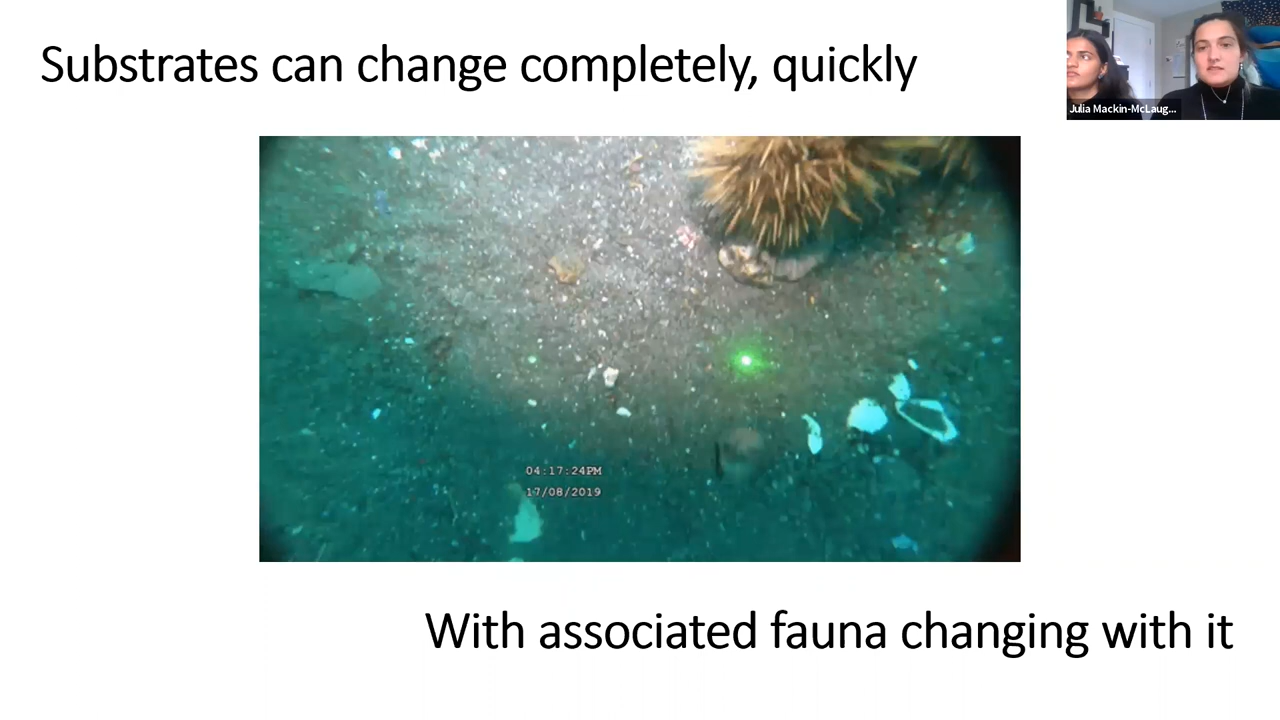 Substrates can change completely, quickly
Julia Mackin-McLaug...
04:17:24PM
17/08/2019
With associated fauna changing with it